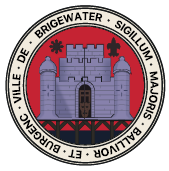 SIGILLUM · MAJORIS · BALLIVOR · ET · BURGENC · VILLE · DE · BRIGEWATER ·